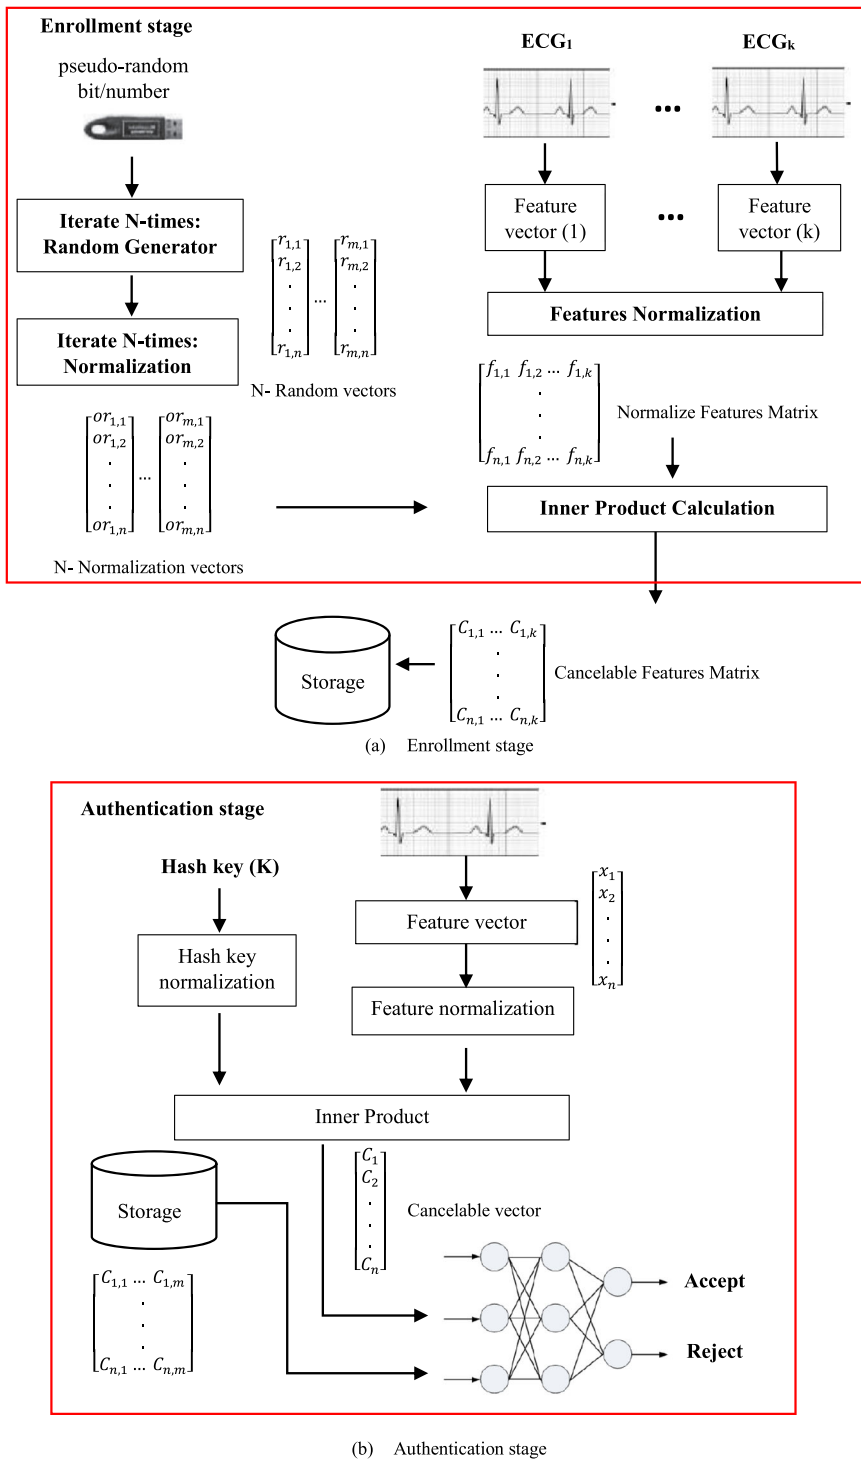 Enrollment stage
pseudo-random
bit/number
ECG₁
ECGₖ
...
Iterate N-times:
Random Generator
Feature
vector (1)
...
Feature
vector (k)
Iterate N-times:
Normalization
r₁,₁
r₁,₂
.
.
.
r₁,ₙ
...
rₘ,₁
rₘ,₂
.
.
.
rₘ,ₙ
N- Random vectors
Features Normalization
f₁,₁ f₁,₂ ... f₁,ₖ
.
.
.
fₙ,₁ fₙ,₂ ... fₙ,ₖ
Normalize Features Matrix
or₁,₁
or₁,₂
.
.
.
or₁,ₙ
...
orₘ,₁
orₘ,₂
.
.
.
orₘ,ₙ
N- Normalization vectors
Inner Product Calculation
Storage
C₁,₁ ... C₁,ₖ
.
.
.
Cₙ,₁ ... Cₙ,ₖ
Cancelable Features Matrix
(a) Enrollment stage
Authentication stage
Hash key (K)
Hash key
normalization
Feature vector
x₁
x₂
.
.
.
xₙ
Feature normalization
Inner Product
Storage
C₁
C₂
.
.
.
Cₙ
Cancelable vector
C₁,₁ ... C₁,ₘ
.
.
.
Cₙ,₁ ... Cₙ,ₘ
Accept
Reject
(b) Authentication stage